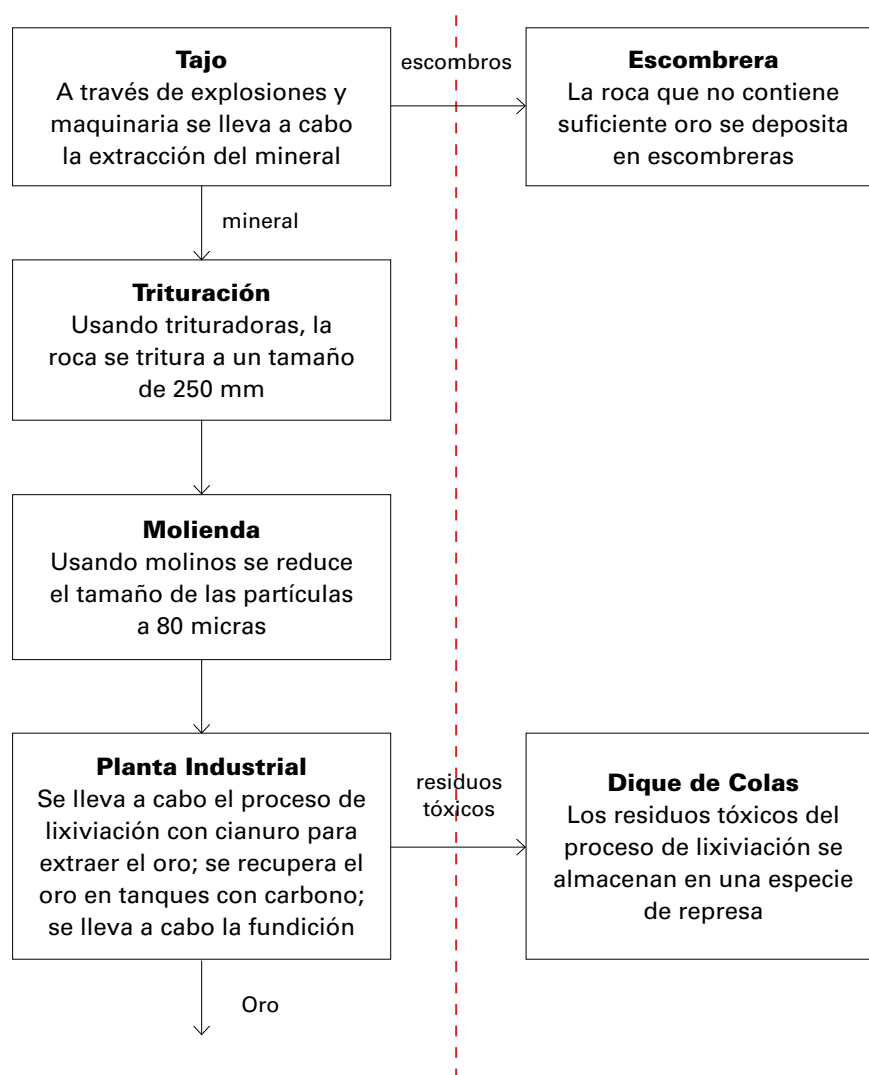 Tajo
A través de explosiones y
maquinaria se lleva a cabo
la extracción del mineral
escombros
Escombrera
La roca que no contiene
suficiente oro se deposita
en escombreras
mineral
Trituración
Usando trituradoras, la
roca se tritura a un tamaño
de 250 mm
Molienda
Usando molinos se reduce
el tamaño de las partículas
a 80 micras
Planta Industrial
Se lleva a cabo el proceso de
lixiviación con cianuro para
extraer el oro; se recupera el
oro en tanques con carbono;
se lleva a cabo la fundición
residuos
tóxicos
Dique de Colas
Los residuos tóxicos del
proceso de lixiviación se
almacenan en una especie
de represa
Oro